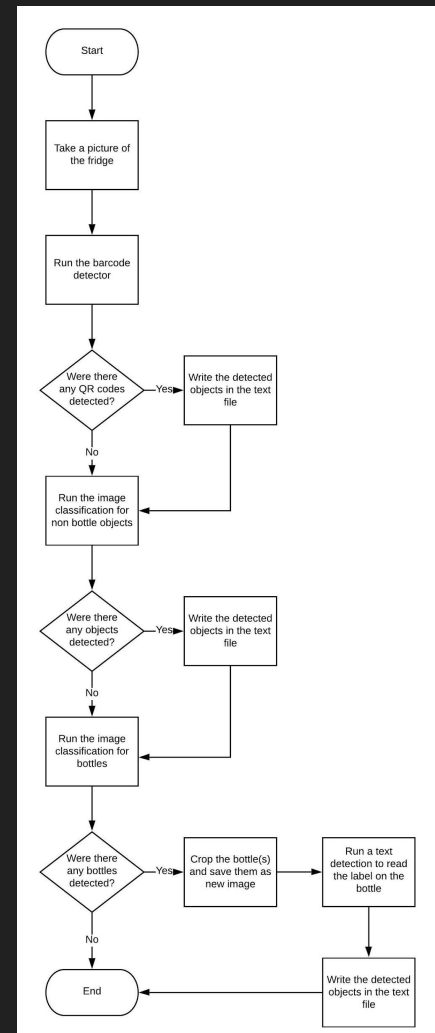 Start
Take a picture of
the fridge
Run the barcode
detector
Were there
any QR codes
detected?
Yes
Write the detected
objects in the text
file
No
Run the image
classification for
non bottle objects
Were there
any objects
detected?
Yes
Write the detected
objects in the text
file
No
Run the image
classification for
bottles
Were there
any bottles
detected?
Yes
Crop the bottle(s)
and save them as
new image
Run a text
detection to read
the label on the
bottle
No
Write the detected
objects in the text
file
End